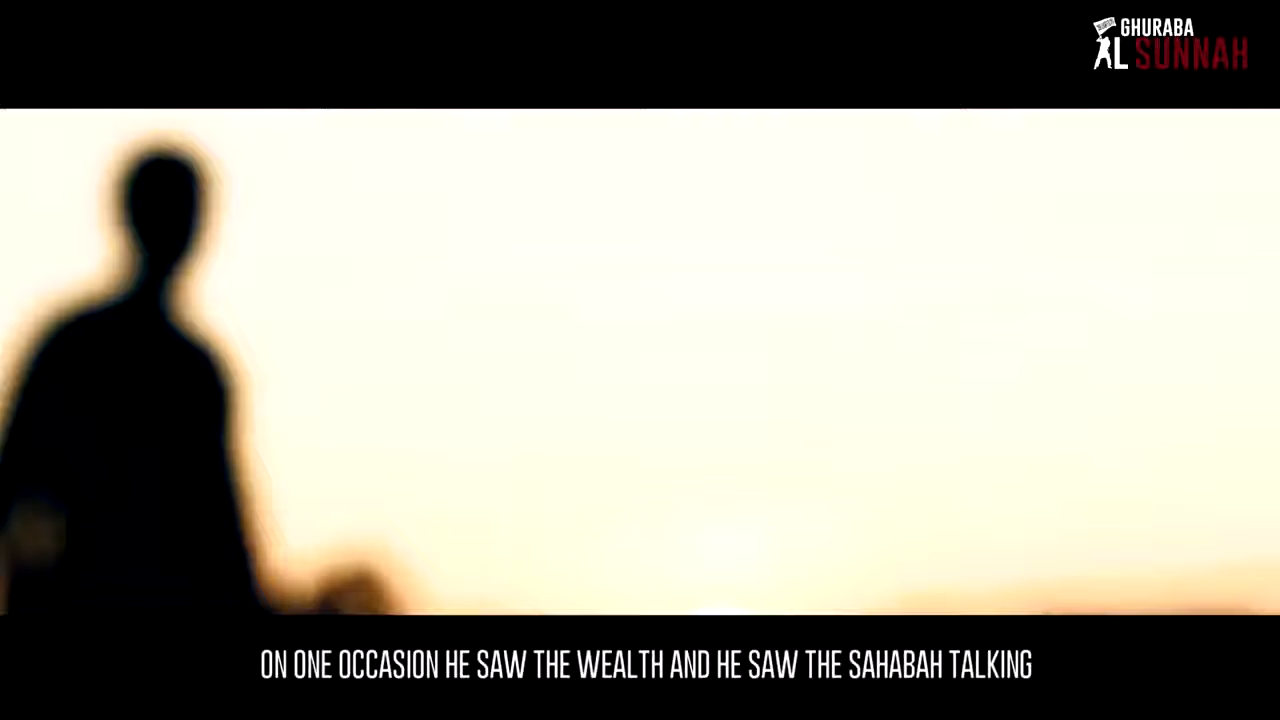 GHURABA
AL SUNNAH
ON ONE OCCASION HE SAW THE WEALTH AND HE SAW THE SAHABAH TALKING